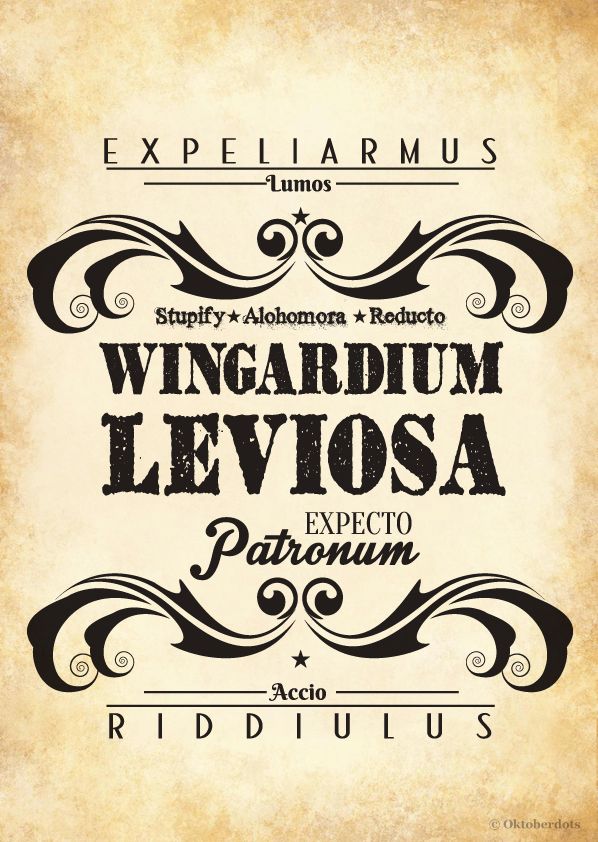 EXPELIARMUS
Lumos
Stupify★Alohomora ★Reducto
WINGARDIUM
LEVIOSA
EXPECTO
Patronum
Accio
RIDDIULUS
© Oktoberdots